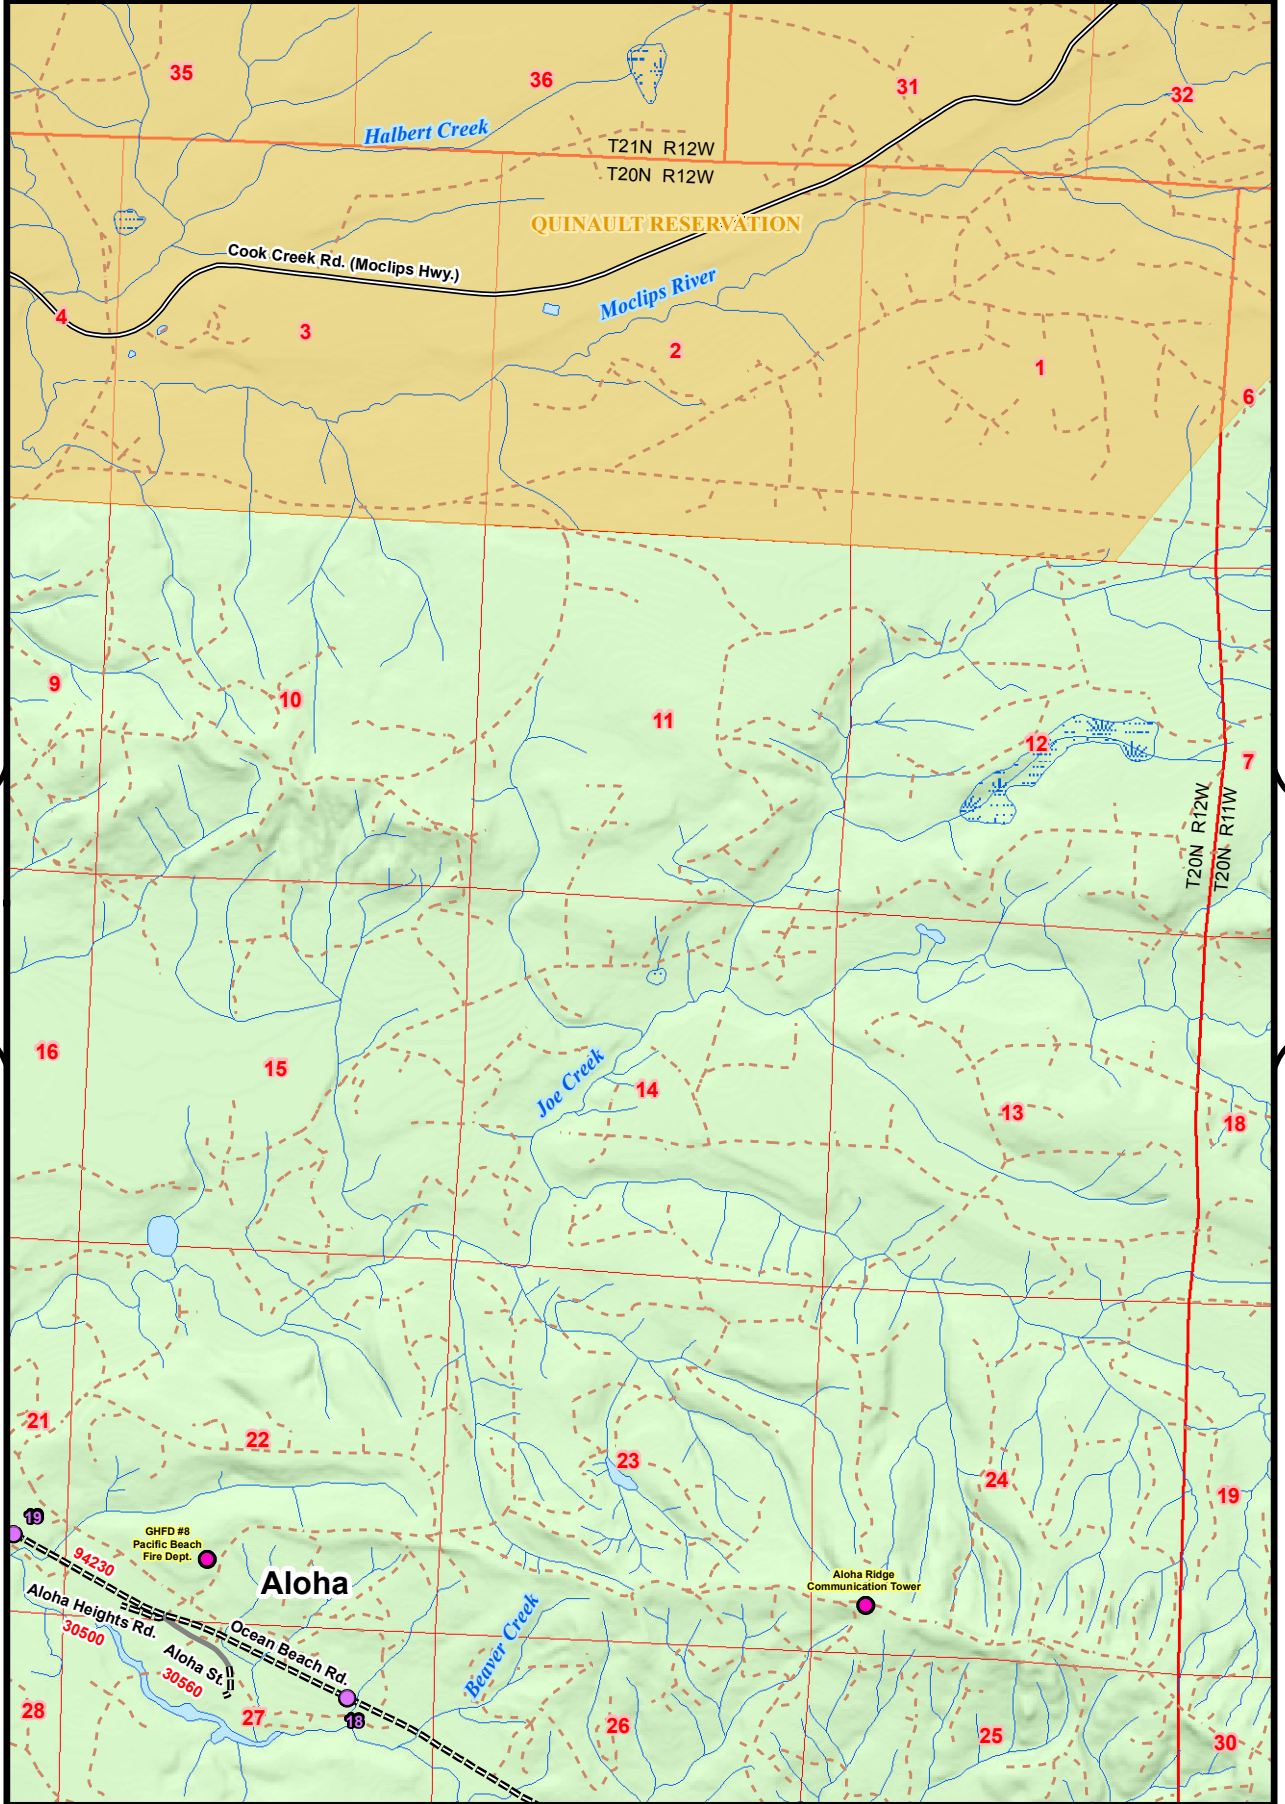 35
36
31
32
Halbert Creek
T21N R12W
T20N R12W
QUINAULT RESERVATION
Cook Creek Rd. (Moclips Hwy.)
Moclips River
4
3
2
1
6
9
10
11
12
7
T20N R12W
T20N R11W
16
15
Joe Creek
14
13
18
21
22
23
24
19
19
GHFD #8
Pacific Beach
Fire Dept.
94230
Aloha
Aloha Ridge
Communication Tower
Aloha Heights Rd.
30500
Ocean Beach Rd.
Aloha St.
30560
Beaver Creek
28
27
18
26
25
30